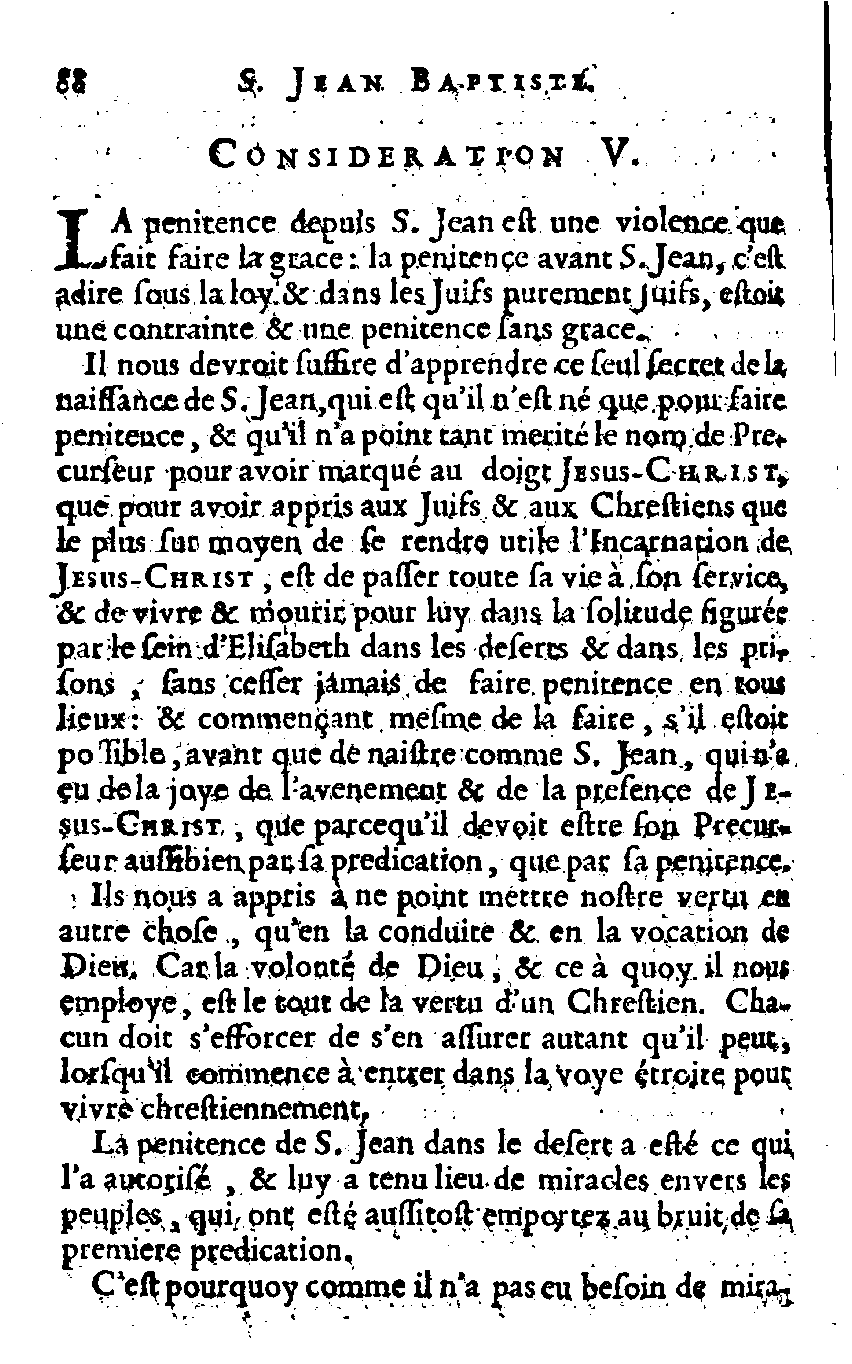 88 S. JEAN BAPTISTE.
CONSIDERATION V.
LA penitence depuis S. Jean eſt une violence que
fait faire la grace: la penitence avant S. Jean, c'eſt
adire ſous la loy & dans les Juifs purement Juifs, eſtoit
une contrainte & une penitence ſans grace.
Il nous devroit ſuffire d'apprendre ce ſeul ſecret de la
naiſſance de S. Jean, qui eſt qu'il n'eſt né que pour faire
penitence, & qu'il n'a point tant merité le nom de Pre-
curſeur pour avoir marqué au doigt JESUS-CHRIST,
que pour avoir appris aux Juifs & aux Chreſtiens que
le plus ſur moyen de ſe rendre utile l'Incarnation de
JESUS-CHRIST, eſt de paſſer toute ſa vie à ſon ſervice,
& de vivre & mourir pour luy dans la ſolitude figurée
par le ſein d'Eliſabeth dans les deſerts & dans les pri-
ſons, ſans ceſſer jamais de faire penitence en tous
lieux: & commençant meſme de la faire, s'il eſtoit
poſſible, avant que de naiſtre comme S. Jean, qui n'a
eu de la joye de l'avenement & de la preſence de JE-
SUS-CHRIST, que parcequ'il devoit eſtre ſon Precur-
ſeur auſſibien par ſa predication, que par ſa penitence.
Ils nous a appris à ne point mettre noſtre vertu en
autre choſe, qu'en la conduite & en la vocation de
Dieu. Car la volonté de Dieu, & ce à quoy il nous
employe, eſt le tout de la vertu d'un Chreſtien. Cha-
cun doit s'efforcer de s'en aſſurer autant qu'il peut,
lorſqu'il commence à entrer dans la voye étroite pour
vivre chreſtiennement.
La penitence de S. Jean dans le deſert a eſté ce qui
l'a autoriſé, & luy a tenu lieu de miracles envers les
peuples, qui ont eſté auſſitoſt emportez au bruit de ſa
premiere predication.
C'eſt pourquoy comme il n'a pas eu beſoin de mira-